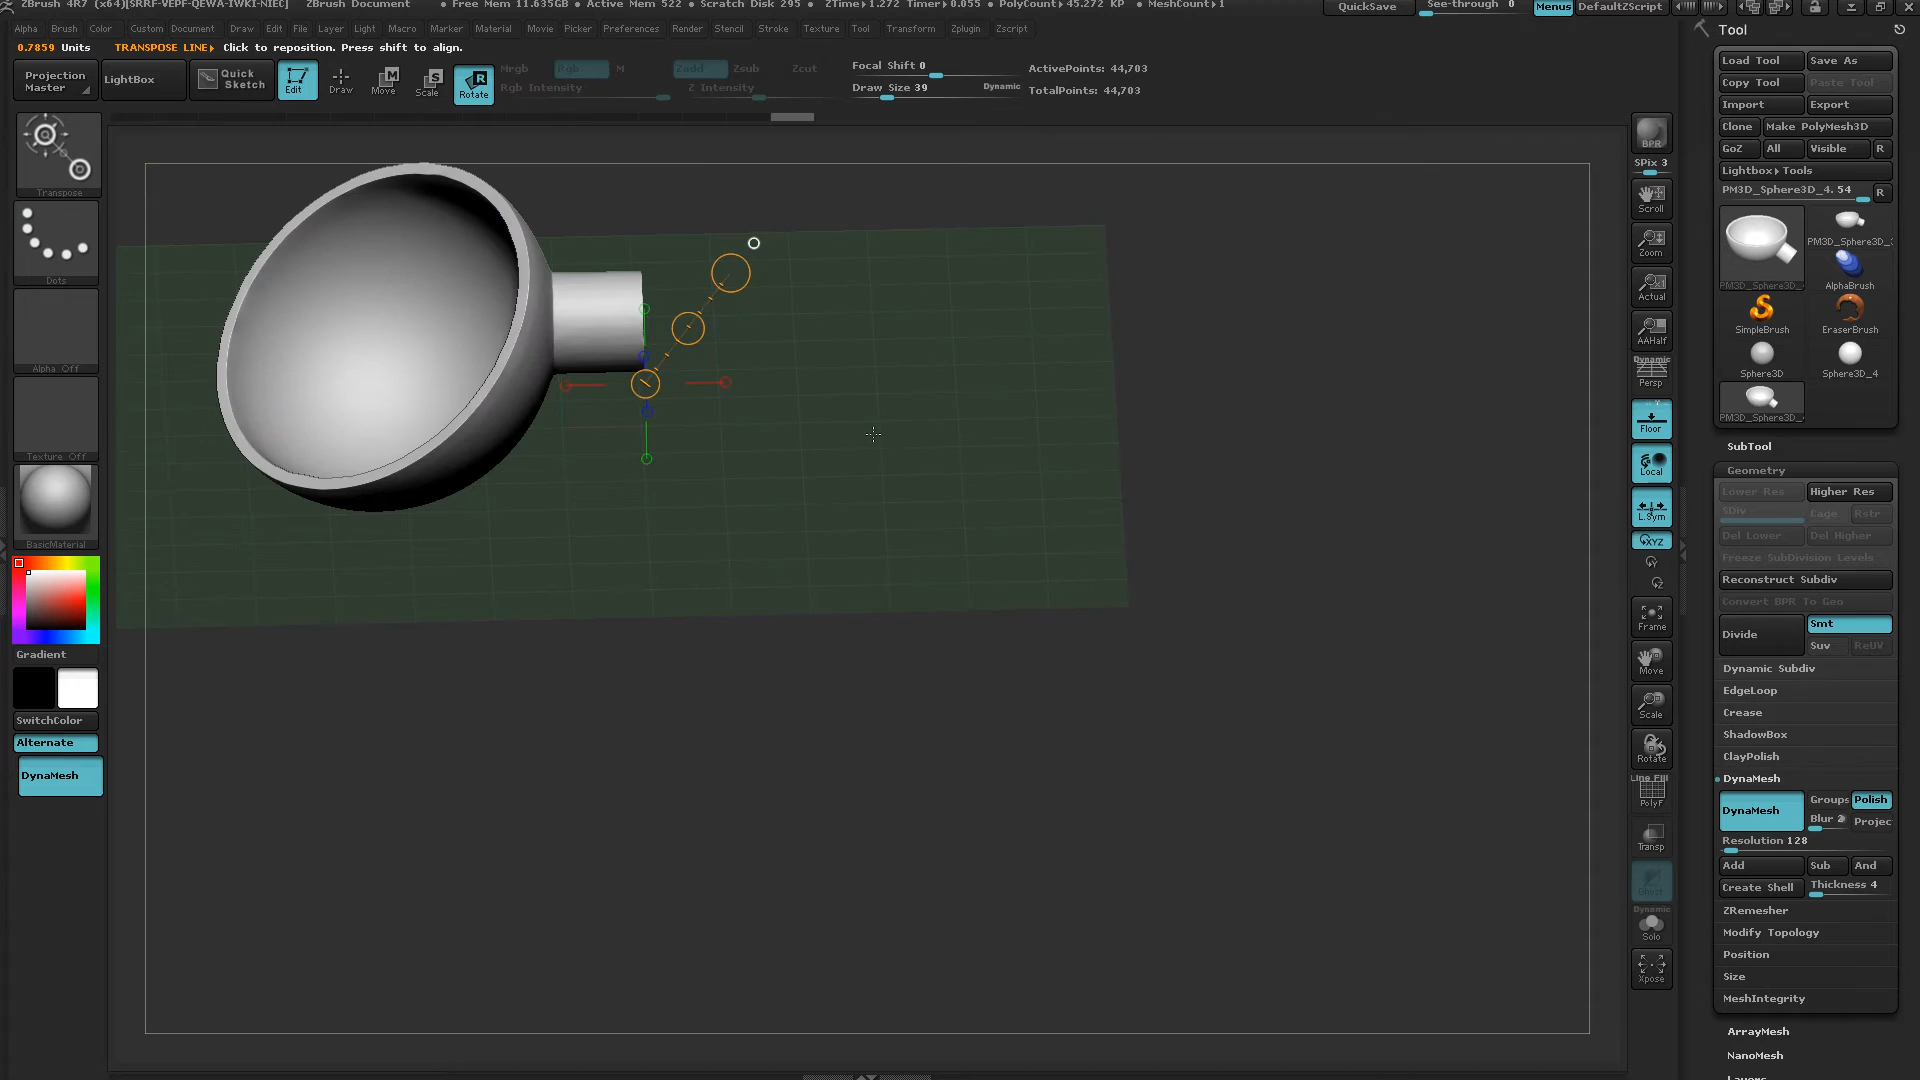 ZBrush 4R7 (x64)[SRRF-VEPF-QEWA-IWKI-NIEC] ZBrush Document • Free Mem 11.635GB • Active Mem 522 • Scratch Disk 295 • ZTime▸1.272 Timer▸0.055 • PolyCount▸45.272 KP • MeshCount▸1 QuickSave See-through 0 Menus DefaultZScript
Alpha Brush Color Custom Document Draw Edit File Layer Light Macro Marker Material Movie Picker Preferences Render Stencil Stroke Texture Tool Transform Zplugin Zscript
0.7859 Units TRANSPOSE LINE▸ Click to reposition. Press shift to align.
Projection Master LightBox Quick Sketch Edit Draw Move Scale Rotate
Mrgb Rgb M Zadd Zsub Zcut
Rgb Intensity Z Intensity
Focal Shift 0
Draw Size 39 Dynamic
ActivePoints: 44,703
TotalPoints: 44,703
Transpose
Dots
Alpha Off
Texture Off
BasicMaterial
Gradient
SwitchColor
Alternate
DynaMesh
BPR
SPix 3
Scroll
Zoom
Actual
AAHalf
Dynamic
Persp
Floor
Local
L.Sym
XYZ
Y
Z
Frame
Move
Scale
Rotate
Line Fill
PolyF
Transp
Ghost
Dynamic
Solo
Xpose
Tool
Load Tool Save As
Copy Tool Paste Tool
Import Export
Clone Make PolyMesh3D
GoZ All Visible R
Lightbox▸Tools
PM3D_Sphere3D_4. 54 R
PM3D_Sphere3D_3
PM3D_Sphere3D_ AlphaBrush
SimpleBrush EraserBrush
Sphere3D Sphere3D_4
PM3D_Sphere3D_
SubTool
Geometry
Lower Res Higher Res
SDiv Cage Rstr
Del Lower Del Higher
Freeze SubDivision Levels
Reconstruct Subdiv
Convert BPR To Geo
Divide Smt
Suv ReUV
Dynamic Subdiv
EdgeLoop
Crease
ShadowBox
ClayPolish
DynaMesh
DynaMesh Groups Polish
Blur 2 Projec
Resolution 128
Add Sub And
Create Shell Thickness 4
ZRemesher
Modify Topology
Position
Size
MeshIntegrity
ArrayMesh
NanoMesh
Layers